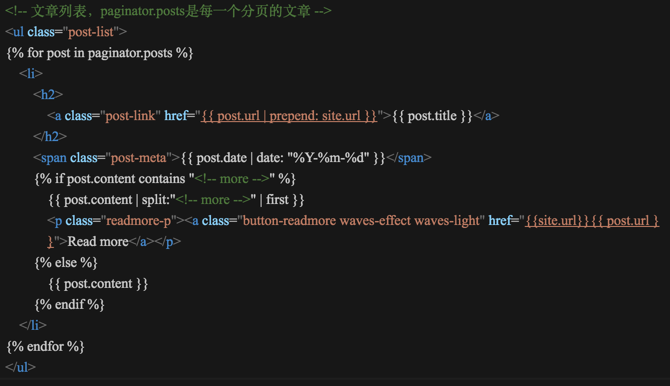 <!-- 文章列表，paginator.posts是每一个分页的文章 -->
<ul class="post-list">
{% for post in paginator.posts %}
<li>
<h2>
<a class="post-link" href="{{ post.url | prepend: site.url }}">{{ post.title }}</a>
</h2>
<span class="post-meta">{{ post.date | date: "%Y-%m-%d" }}</span>
{% if post.content contains "<!-- more -->" %}
{{ post.content | split:"<!-- more -->" | first }}
<p class="readmore-p"><a class="button-readmore waves-effect waves-light" href="{{site.url}}{{ post.url }
}">Read more</a></p>
{% else %}
{{ post.content }}
{% endif %}
</li>
{% endfor %}
</ul>